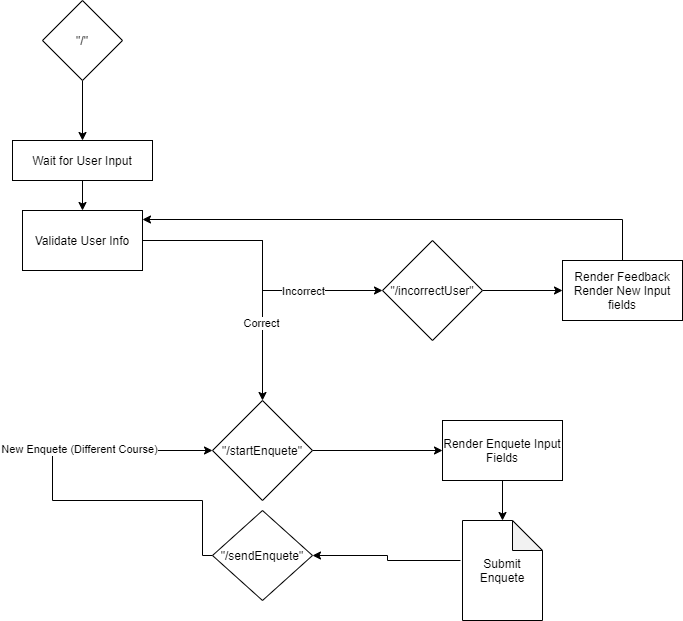 "/"
Wait for User Input
Validate User Info
Render Feedback
Render New Input
fields
Incorrect
"/incorrectUser"
Correct
New Enquete (Different Course)
"/startEnquete"
Render Enquete Input
Fields
"/sendEnquete"
Submit
Enquete